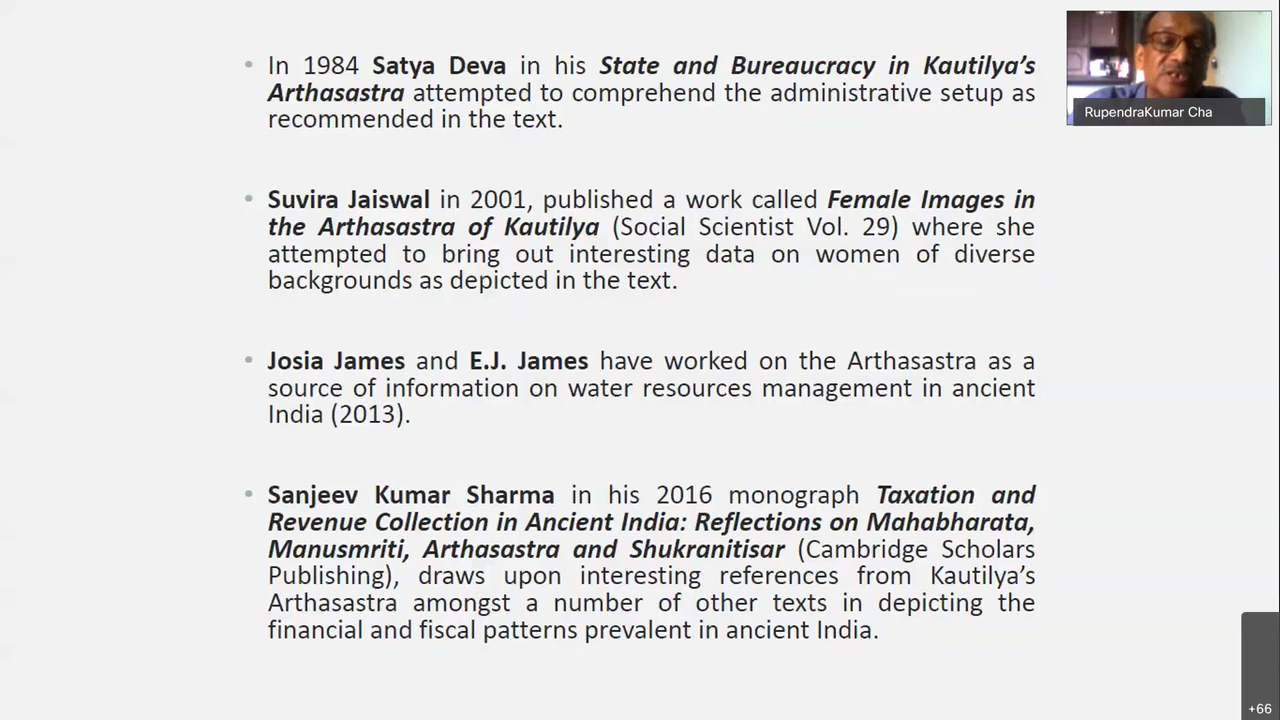 • In 1984 Satya Deva in his State and Bureaucracy in Kautilya’s
Arthasastra attempted to comprehend the administrative setup as
recommended in the text.
• Suvira Jaiswal in 2001, published a work called Female Images in
the Arthasastra of Kautilya (Social Scientist Vol. 29) where she
attempted to bring out interesting data on women of diverse
backgrounds as depicted in the text.
• Josia James and E.J. James have worked on the Arthasastra as a
source of information on water resources management in ancient
India (2013).
• Sanjeev Kumar Sharma in his 2016 monograph Taxation and
Revenue Collection in Ancient India: Reflections on Mahabharata,
Manusmriti, Arthasastra and Shukranitisar (Cambridge Scholars
Publishing), draws upon interesting references from Kautilya’s
Arthasastra amongst a number of other texts in depicting the
financial and fiscal patterns prevalent in ancient India.
RupendraKumar Cha
+66